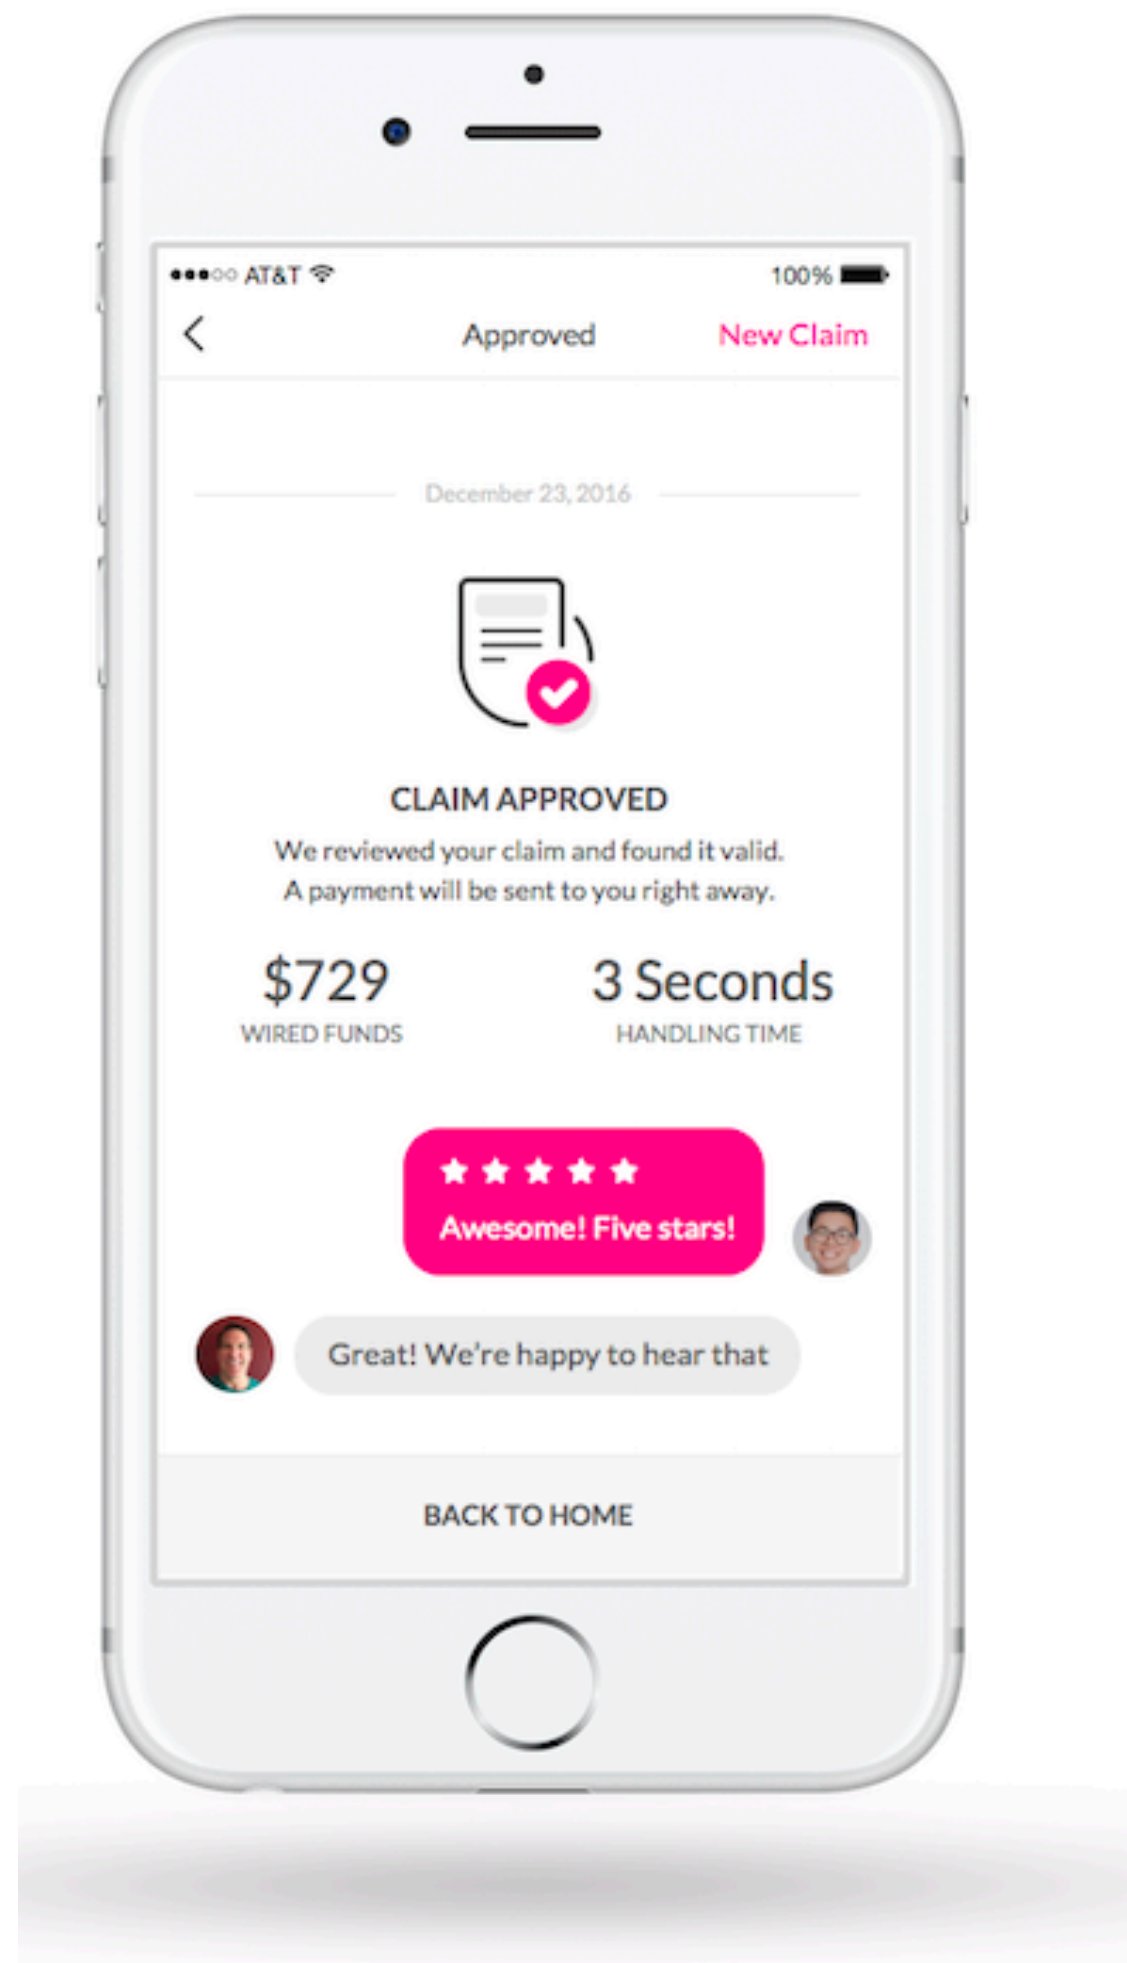 AT&T 100%
Approved New Claim
December 23, 2016
CLAIM APPROVED
We reviewed your claim and found it valid.
A payment will be sent to you right away.
$729 3 Seconds
WIRED FUNDS HANDLING TIME
Awesome! Five stars!
Great! We're happy to hear that
BACK TO HOME